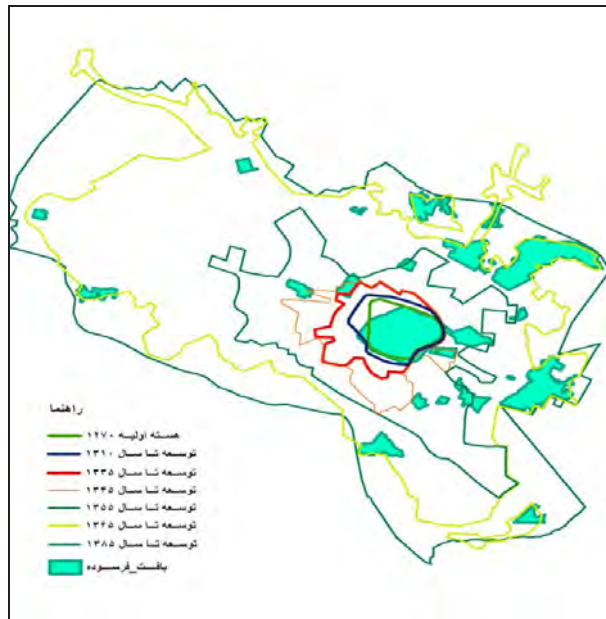 راهنما
هسته اولیه ۱۲۷۰
توسعه تا سال ۱۳۱۰
توسعه تا سال ۱۳۳۵
توسعه تا سال ۱۳۴۵
توسعه تا سال ۱۳۵۵
توسعه تا سال ۱۳۶۵
توسعه تا سال ۱۳۸۵
بافت_فرسوده